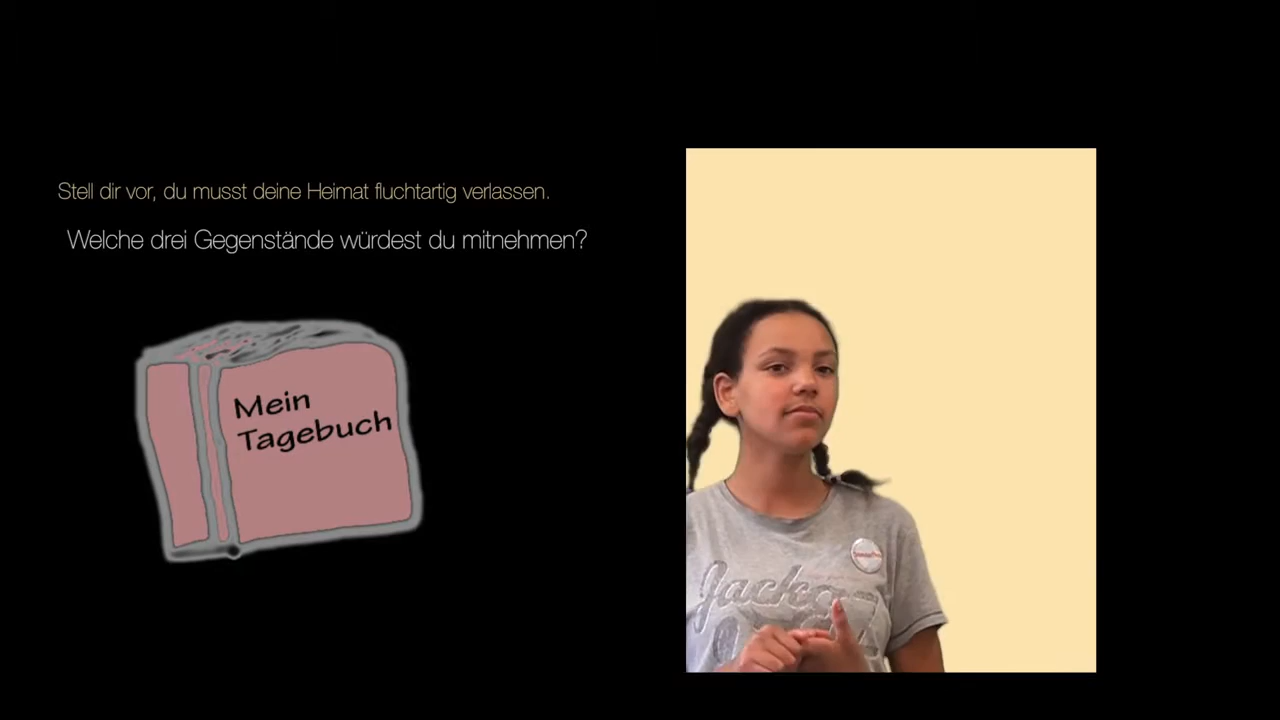 Stell dir vor, du musst deine Heimat fluchtartig verlassen.
Welche drei Gegenstände würdest du mitnehmen?
Mein
Tagebuch